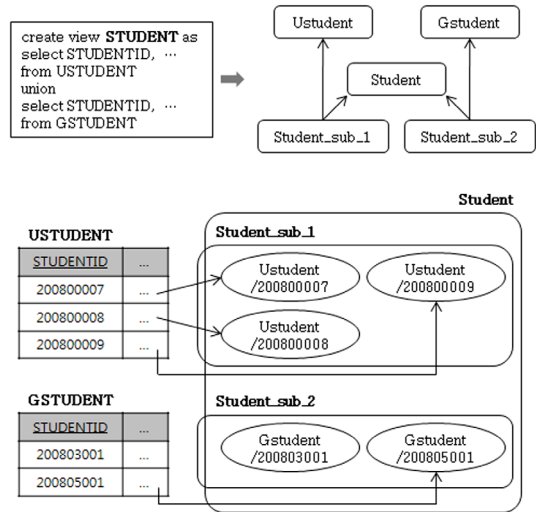 create view STUDENT as
select STUDENTID, ...
from USTUDENT
union
select STUDENTID, ...
from GSTUDENT
Ustudent
Gstudent
Student
Student_sub_1
Student_sub_2
Student
USTUDENT
STUDENTID ...
200800007 ...
200800008 ...
200800009 ...
Student_sub_1
Ustudent
/200800007
Ustudent
/200800009
Ustudent
/200800008
GSTUDENT
STUDENTID ...
200803001 ...
200805001 ...
Student_sub_2
Gstudent
/200803001
Gstudent
/200805001